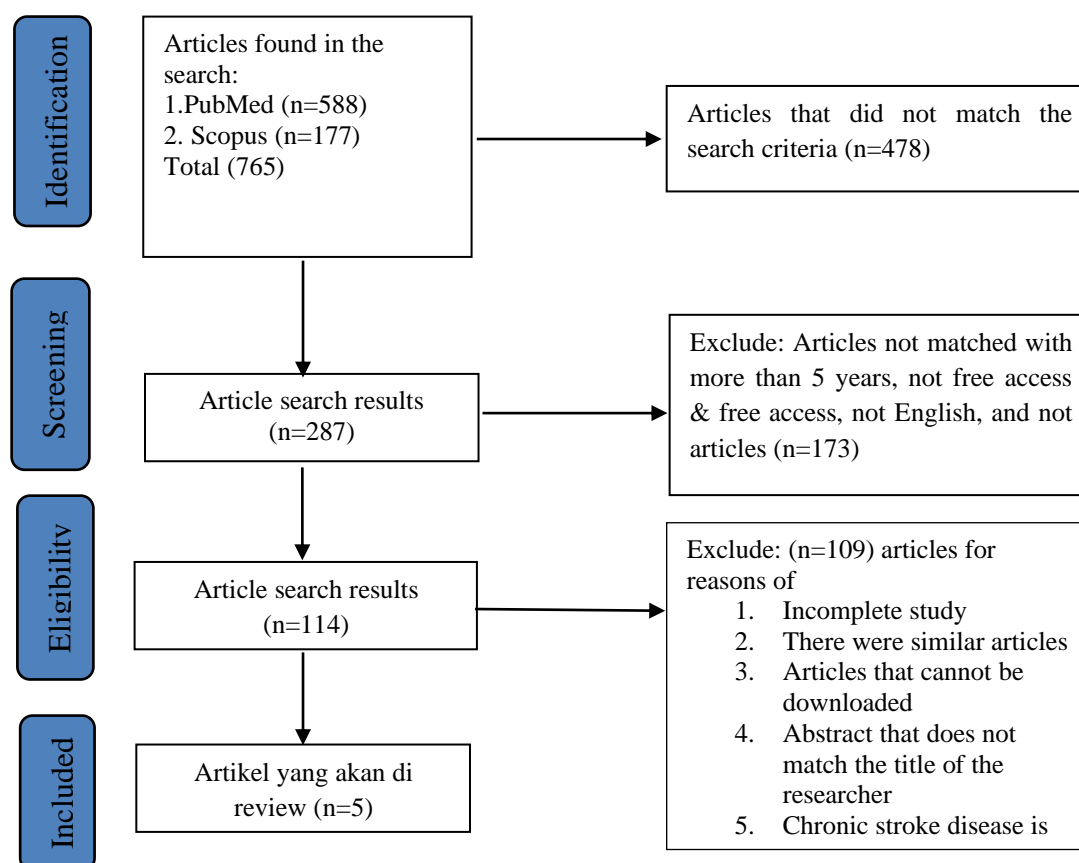 Identification
Articles found in the
search:
1.PubMed (n=588)
2. Scopus (n=177)
Total (765)
Articles that did not match the
search criteria (n=478)
Screening
Article search results
(n=287)
Exclude: Articles not matched with
more than 5 years, not free access
& free access, not English, and not
articles (n=173)
Eligibility
Article search results
(n=114)
Exclude: (n=109) articles for
reasons of
1. Incomplete study
2. There were similar articles
3. Articles that cannot be
downloaded
4. Abstract that does not
match the title of the
researcher
5. Chronic stroke disease is
Included
Artikel yang akan di
review (n=5)